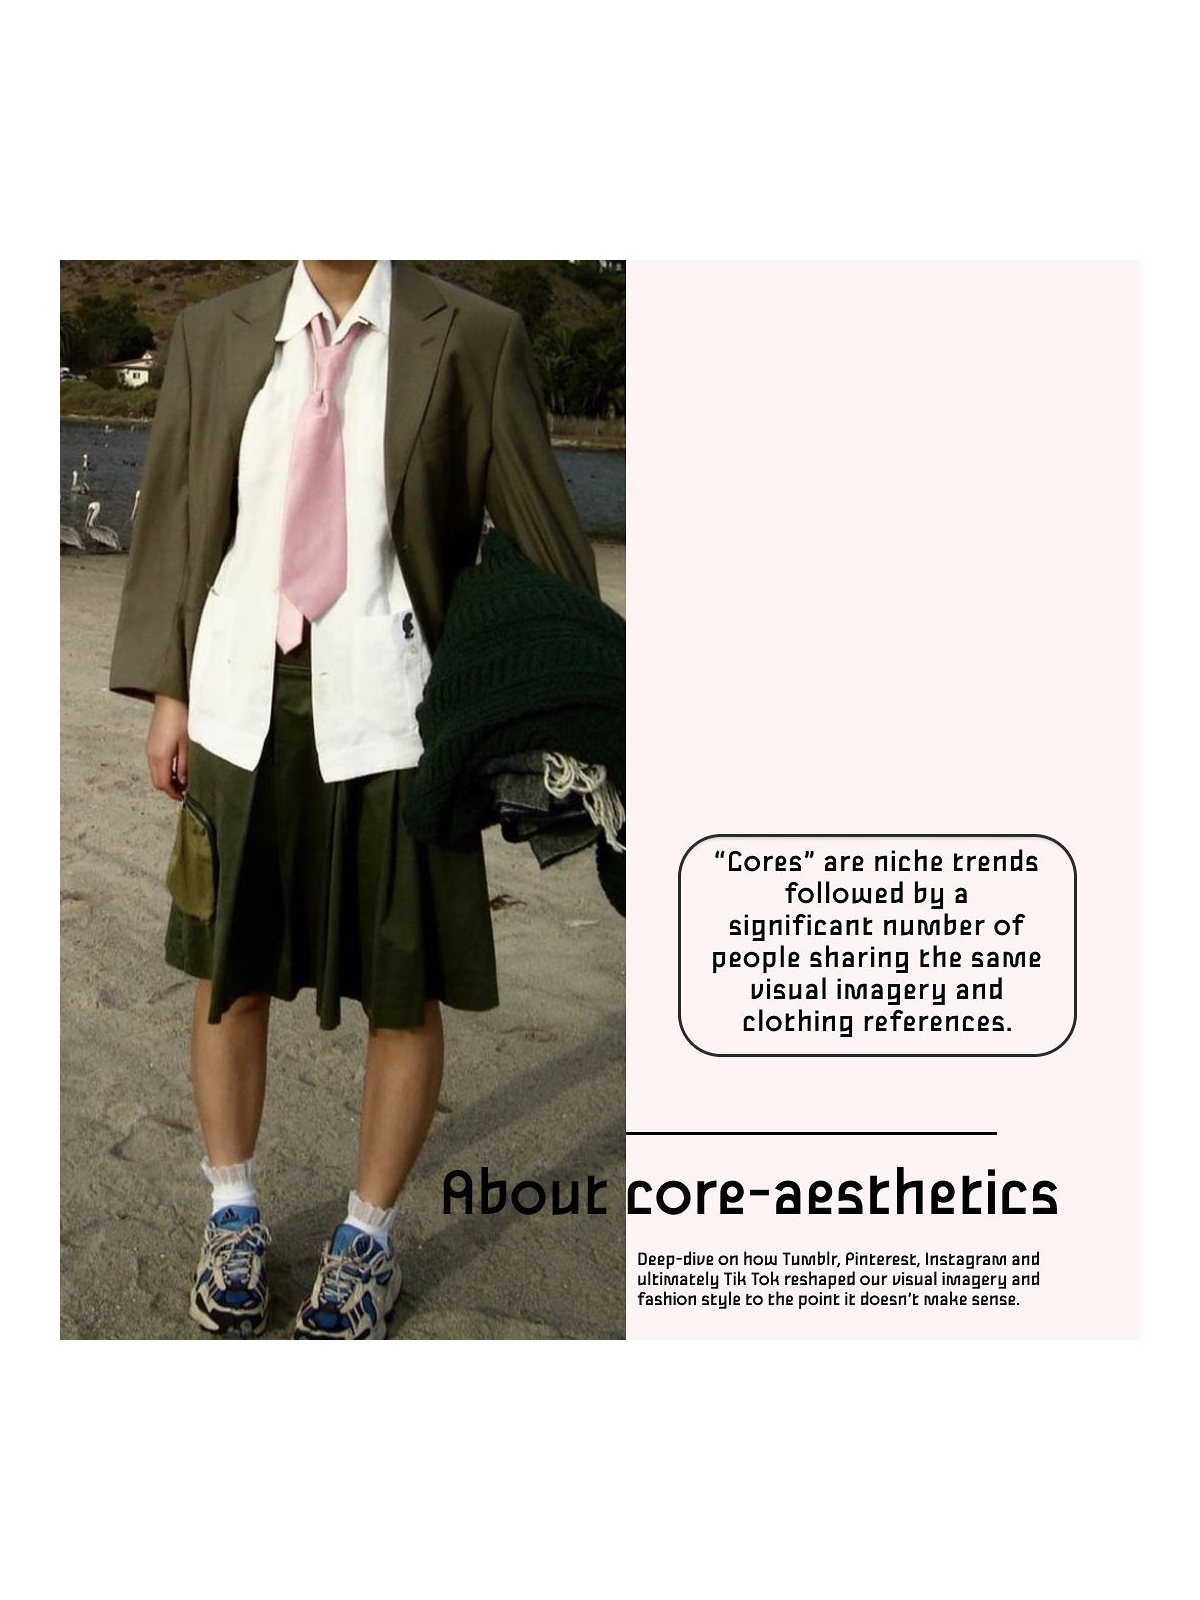 “Cores” are niche trends
followed by a
significant number of
people sharing the same
visual imagery and
clothing references.
About core-aesthetics
Deep-dive on how Tumblr, Pinterest, Instagram and
ultimately Tik Tok reshaped our visual imagery and
fashion style to the point it doesn’t make sense.